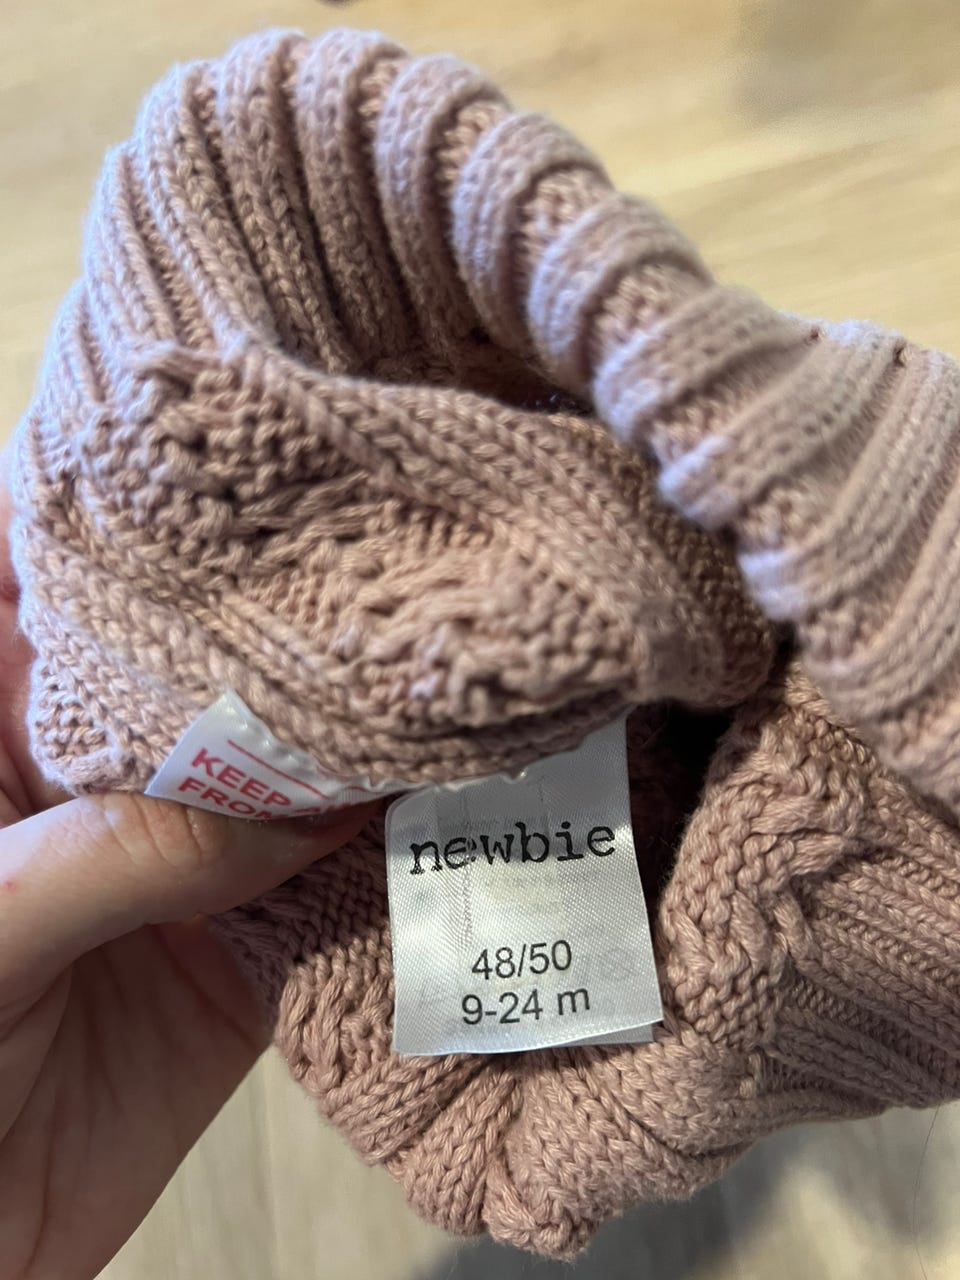 KEEP
FROM
newbie
48/50
9-24 m